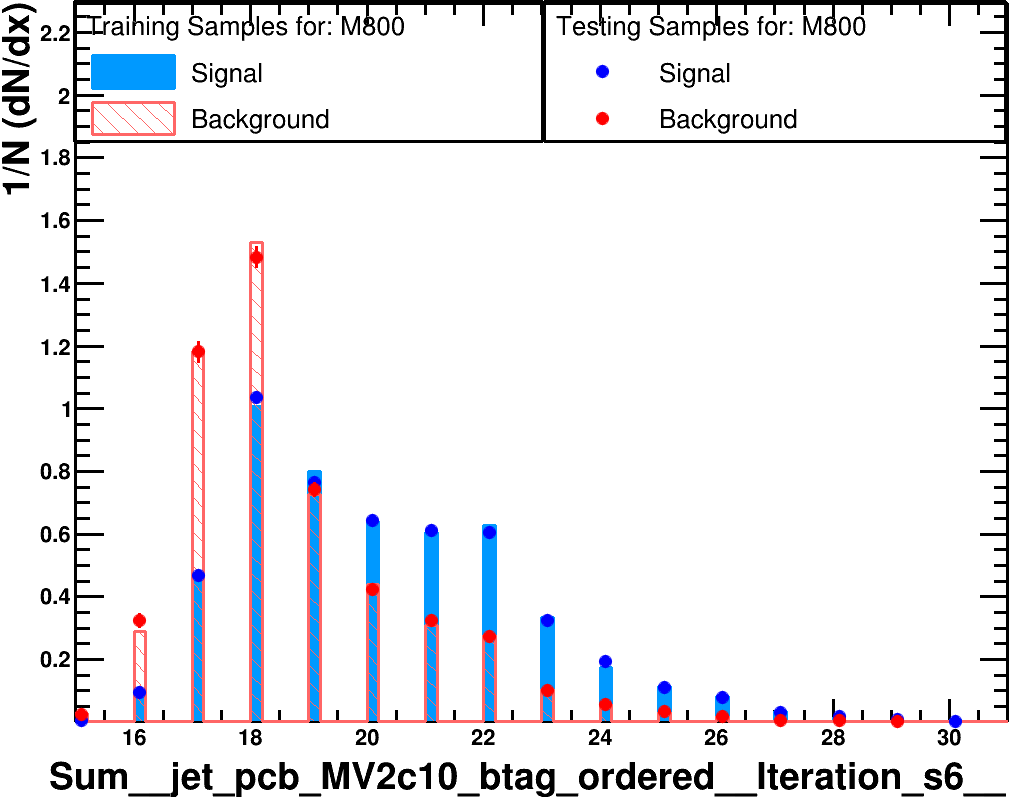 1/N (dN/dx)
Training Samples for: M800
Signal
Background
Testing Samples for: M800
Signal
Background
2.2
2
1.8
1.6
1.4
1.2
1
0.8
0.6
0.4
0.2
16 18 20 22 24 26 28 30
Sum__jet_pcb_MV2c10_btag_ordered__Iteration_s6__